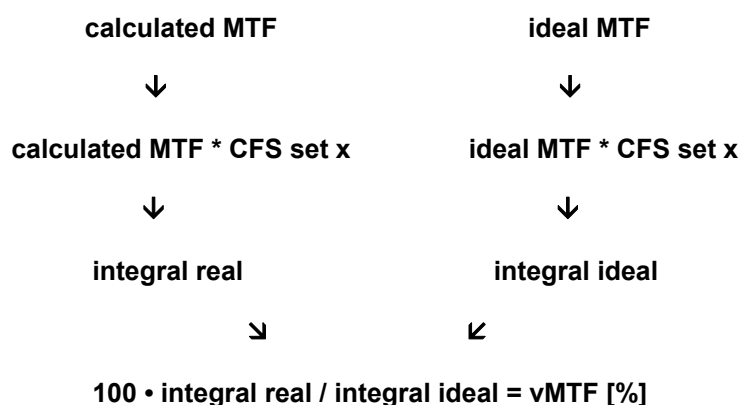 calculated MTF ideal MTF
↓ ↓
calculated MTF * CFS set x ideal MTF * CFS set x
↓ ↓
integral real integral ideal
↘ ↙
100 • integral real / integral ideal = vMTF [%]